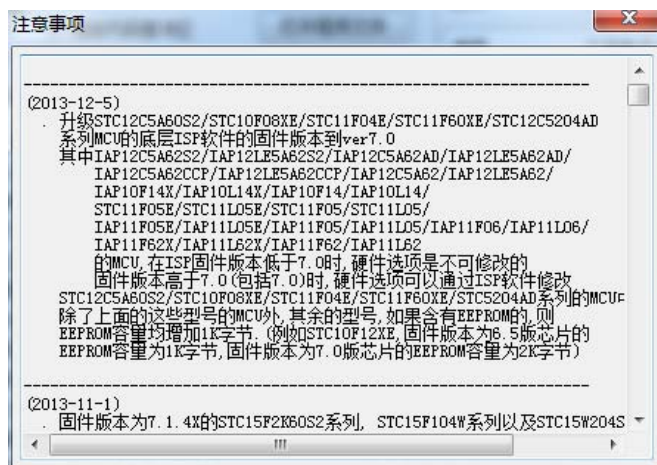 注意事项
(2013-12-5)
. 升级STC12C5A60S2/STC10F08XE/STC11F04E/STC11F60XE/STC12C5204AD
系列MCU的底层ISP软件的固件版本到ver7.0
其中IAP12C5A62S2/IAP12LE5A62S2/IAP12C5A62AD/IAP12LE5A62AD/
IAP12C5A62CCP/IAP12LE5A62CCP/IAP12C5A62/IAP12LE5A62/
IAP10F14X/IAP10L14X/IAP10F14/IAP10L14/
STC11F05E/STC11L05E/STC11F05/STC11L05/
IAP11F05E/IAP11L05E/IAP11F05/IAP11L05/IAP11F06/IAP11L06/
IAP11F62X/IAP11L62X/IAP11F62/IAP11L62
的MCU,在ISP固件版本低于7.0时,硬件选项是不可修改的
固件版本高于7.0(包括7.0)时,硬件选项可以通过ISP软件修改
STC12C5A60S2/STC10F08XE/STC11F04E/STC11F60XE/STC5204AD系列的MCU
除了上面的这些型号的MCU外,其余的型号,如果含有EEPROM的,则
EEPROM容量均增加1K字节.(例如STC10F12XE,固件版本为6.5版芯片的
EEPROM容量为1K字节,固件版本为7.0版芯片的EEPROM容量为2K字节)
(2013-11-1)
. 固件版本为7.1.4X的STC15F2K60S2系列, STC15F104W系列以及STC15W204S